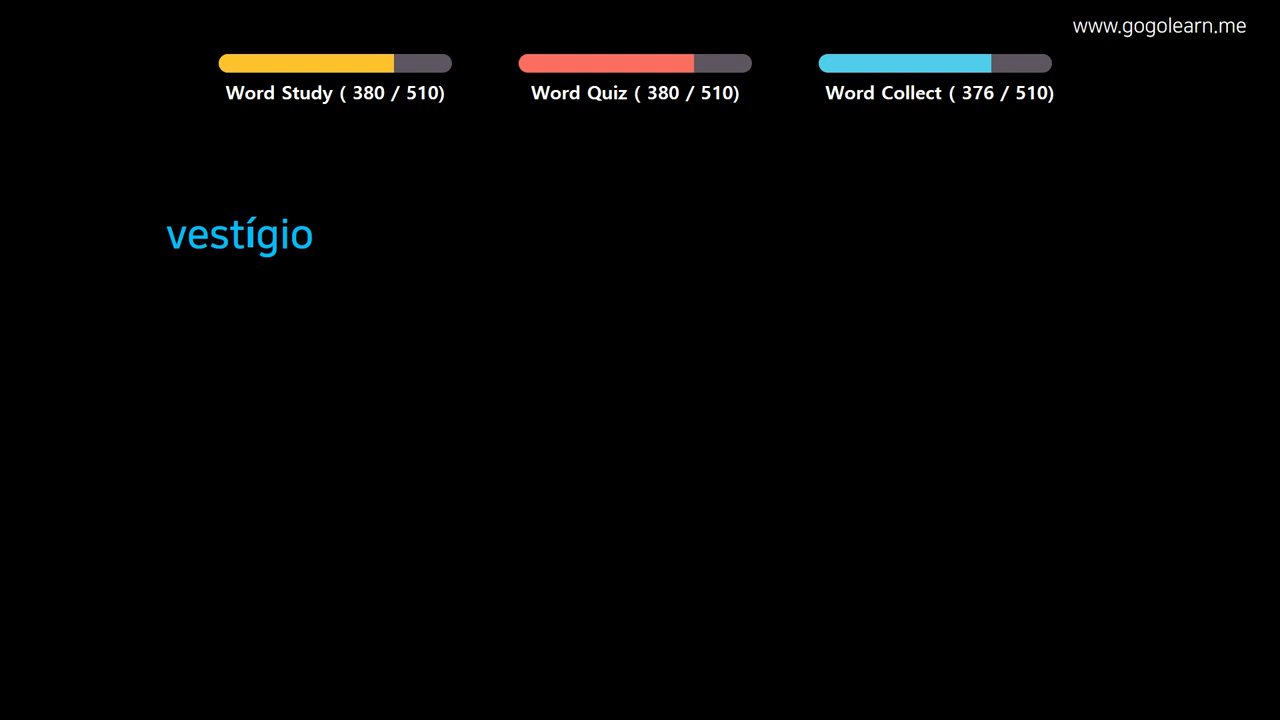 www.gogolearn.me
Word Study ( 380 / 510)
Word Quiz ( 380 / 510)
Word Collect ( 376 / 510)
vestígio